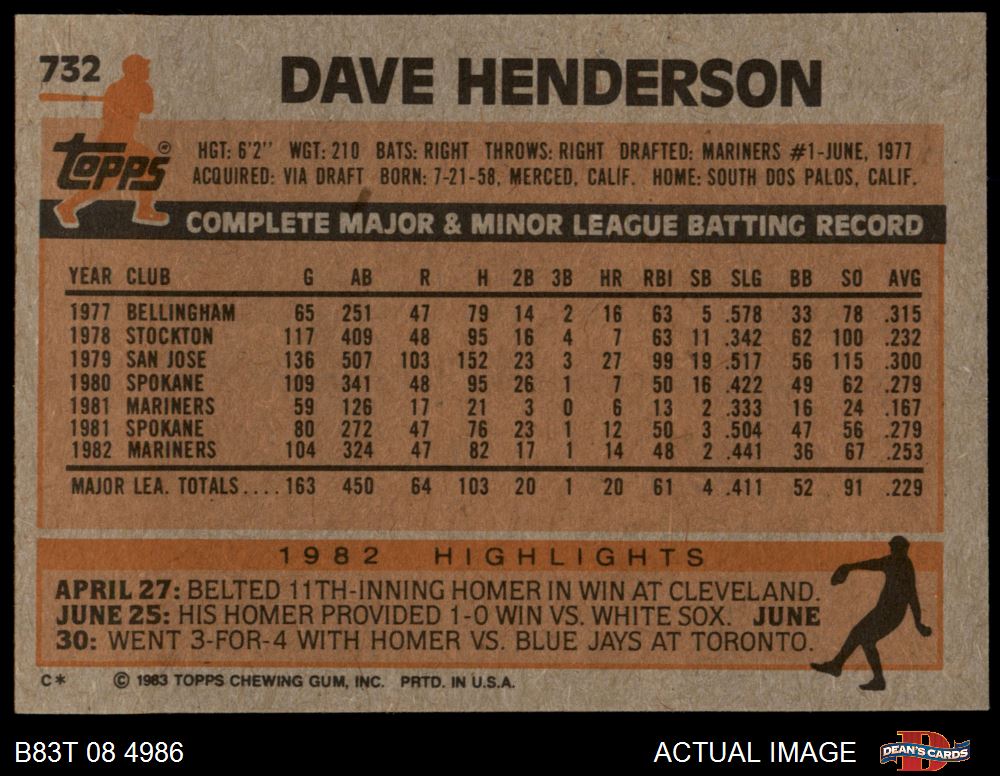 732
DAVE HENDERSON
Topps®
HGT: 6'2" WGT: 210 BATS: RIGHT THROWS: RIGHT DRAFTED: MARINERS #1-JUNE, 1977
ACQUIRED: VIA DRAFT BORN: 7-21-58, MERCED, CALIF. HOME: SOUTH DOS PALOS, CALIF.
COMPLETE MAJOR & MINOR LEAGUE BATTING RECORD
YEAR CLUB G AB R H 2B 3B HR RBI SB SLG BB SO AVG
1977 BELLINGHAM 65 251 47 79 14 2 16 63 5 .578 33 78 .315
1978 STOCKTON 117 409 48 95 16 4 7 63 11 .342 62 100 .232
1979 SAN JOSE 136 507 103 152 23 3 27 99 19 .517 56 115 .300
1980 SPOKANE 109 341 48 95 26 1 7 50 16 .422 49 62 .279
1981 MARINERS 59 126 17 21 3 0 6 13 2 .333 16 24 .167
1981 SPOKANE 80 272 47 76 23 1 12 50 3 .504 47 56 .279
1982 MARINERS 104 324 47 82 17 1 14 48 2 .441 36 67 .253
MAJOR LEA. TOTALS.... 163 450 64 103 20 1 20 61 4 .411 52 91 .229
1982 HIGHLIGHTS
APRIL 27: BELTED 11TH-INNING HOMER IN WIN AT CLEVELAND.
JUNE 25: HIS HOMER PROVIDED 1-0 WIN VS. WHITE SOX. JUNE
30: WENT 3-FOR-4 WITH HOMER VS. BLUE JAYS AT TORONTO.
C* © 1983 TOPPS CHEWING GUM, INC. PRTD. IN U.S.A.
B83T 08 4986 ACTUAL IMAGE DEAN'S CARDS